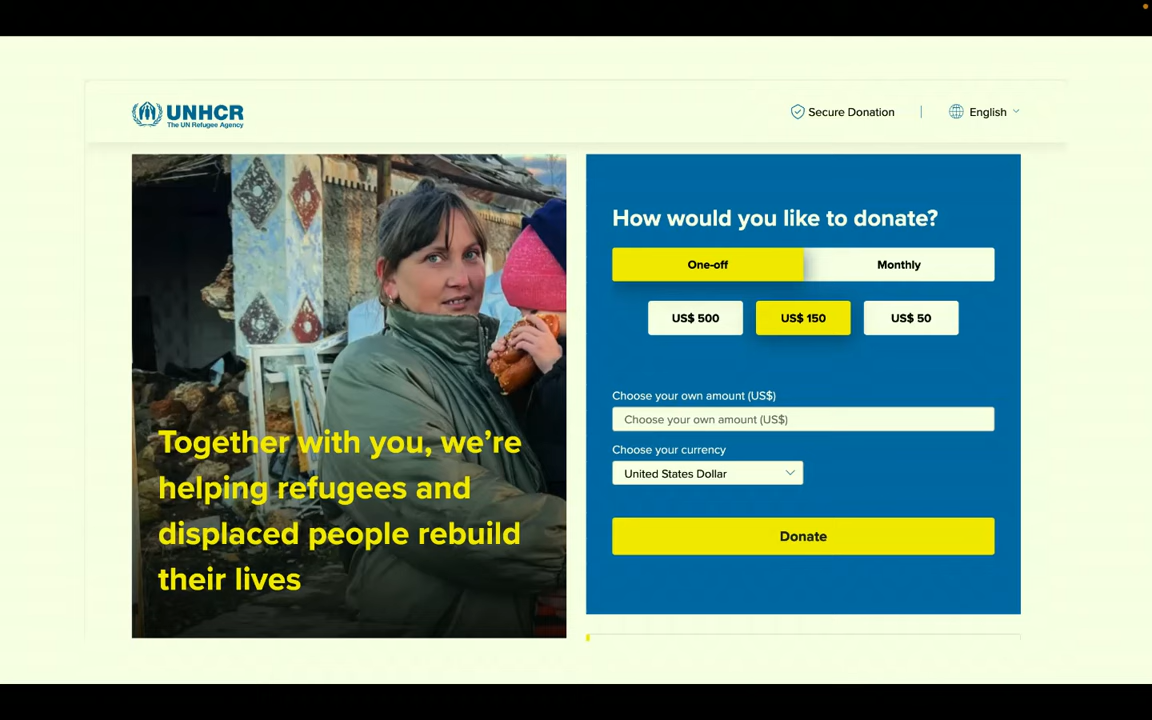 UNHCR
The UN Refugee Agency
Secure Donation
English
Together with you, we're
helping refugees and
displaced people rebuild
their lives
How would you like to donate?
One-off Monthly
US$ 500 US$ 150 US$ 50
Choose your own amount (US$)
Choose your own amount (US$)
Choose your currency
United States Dollar
Donate